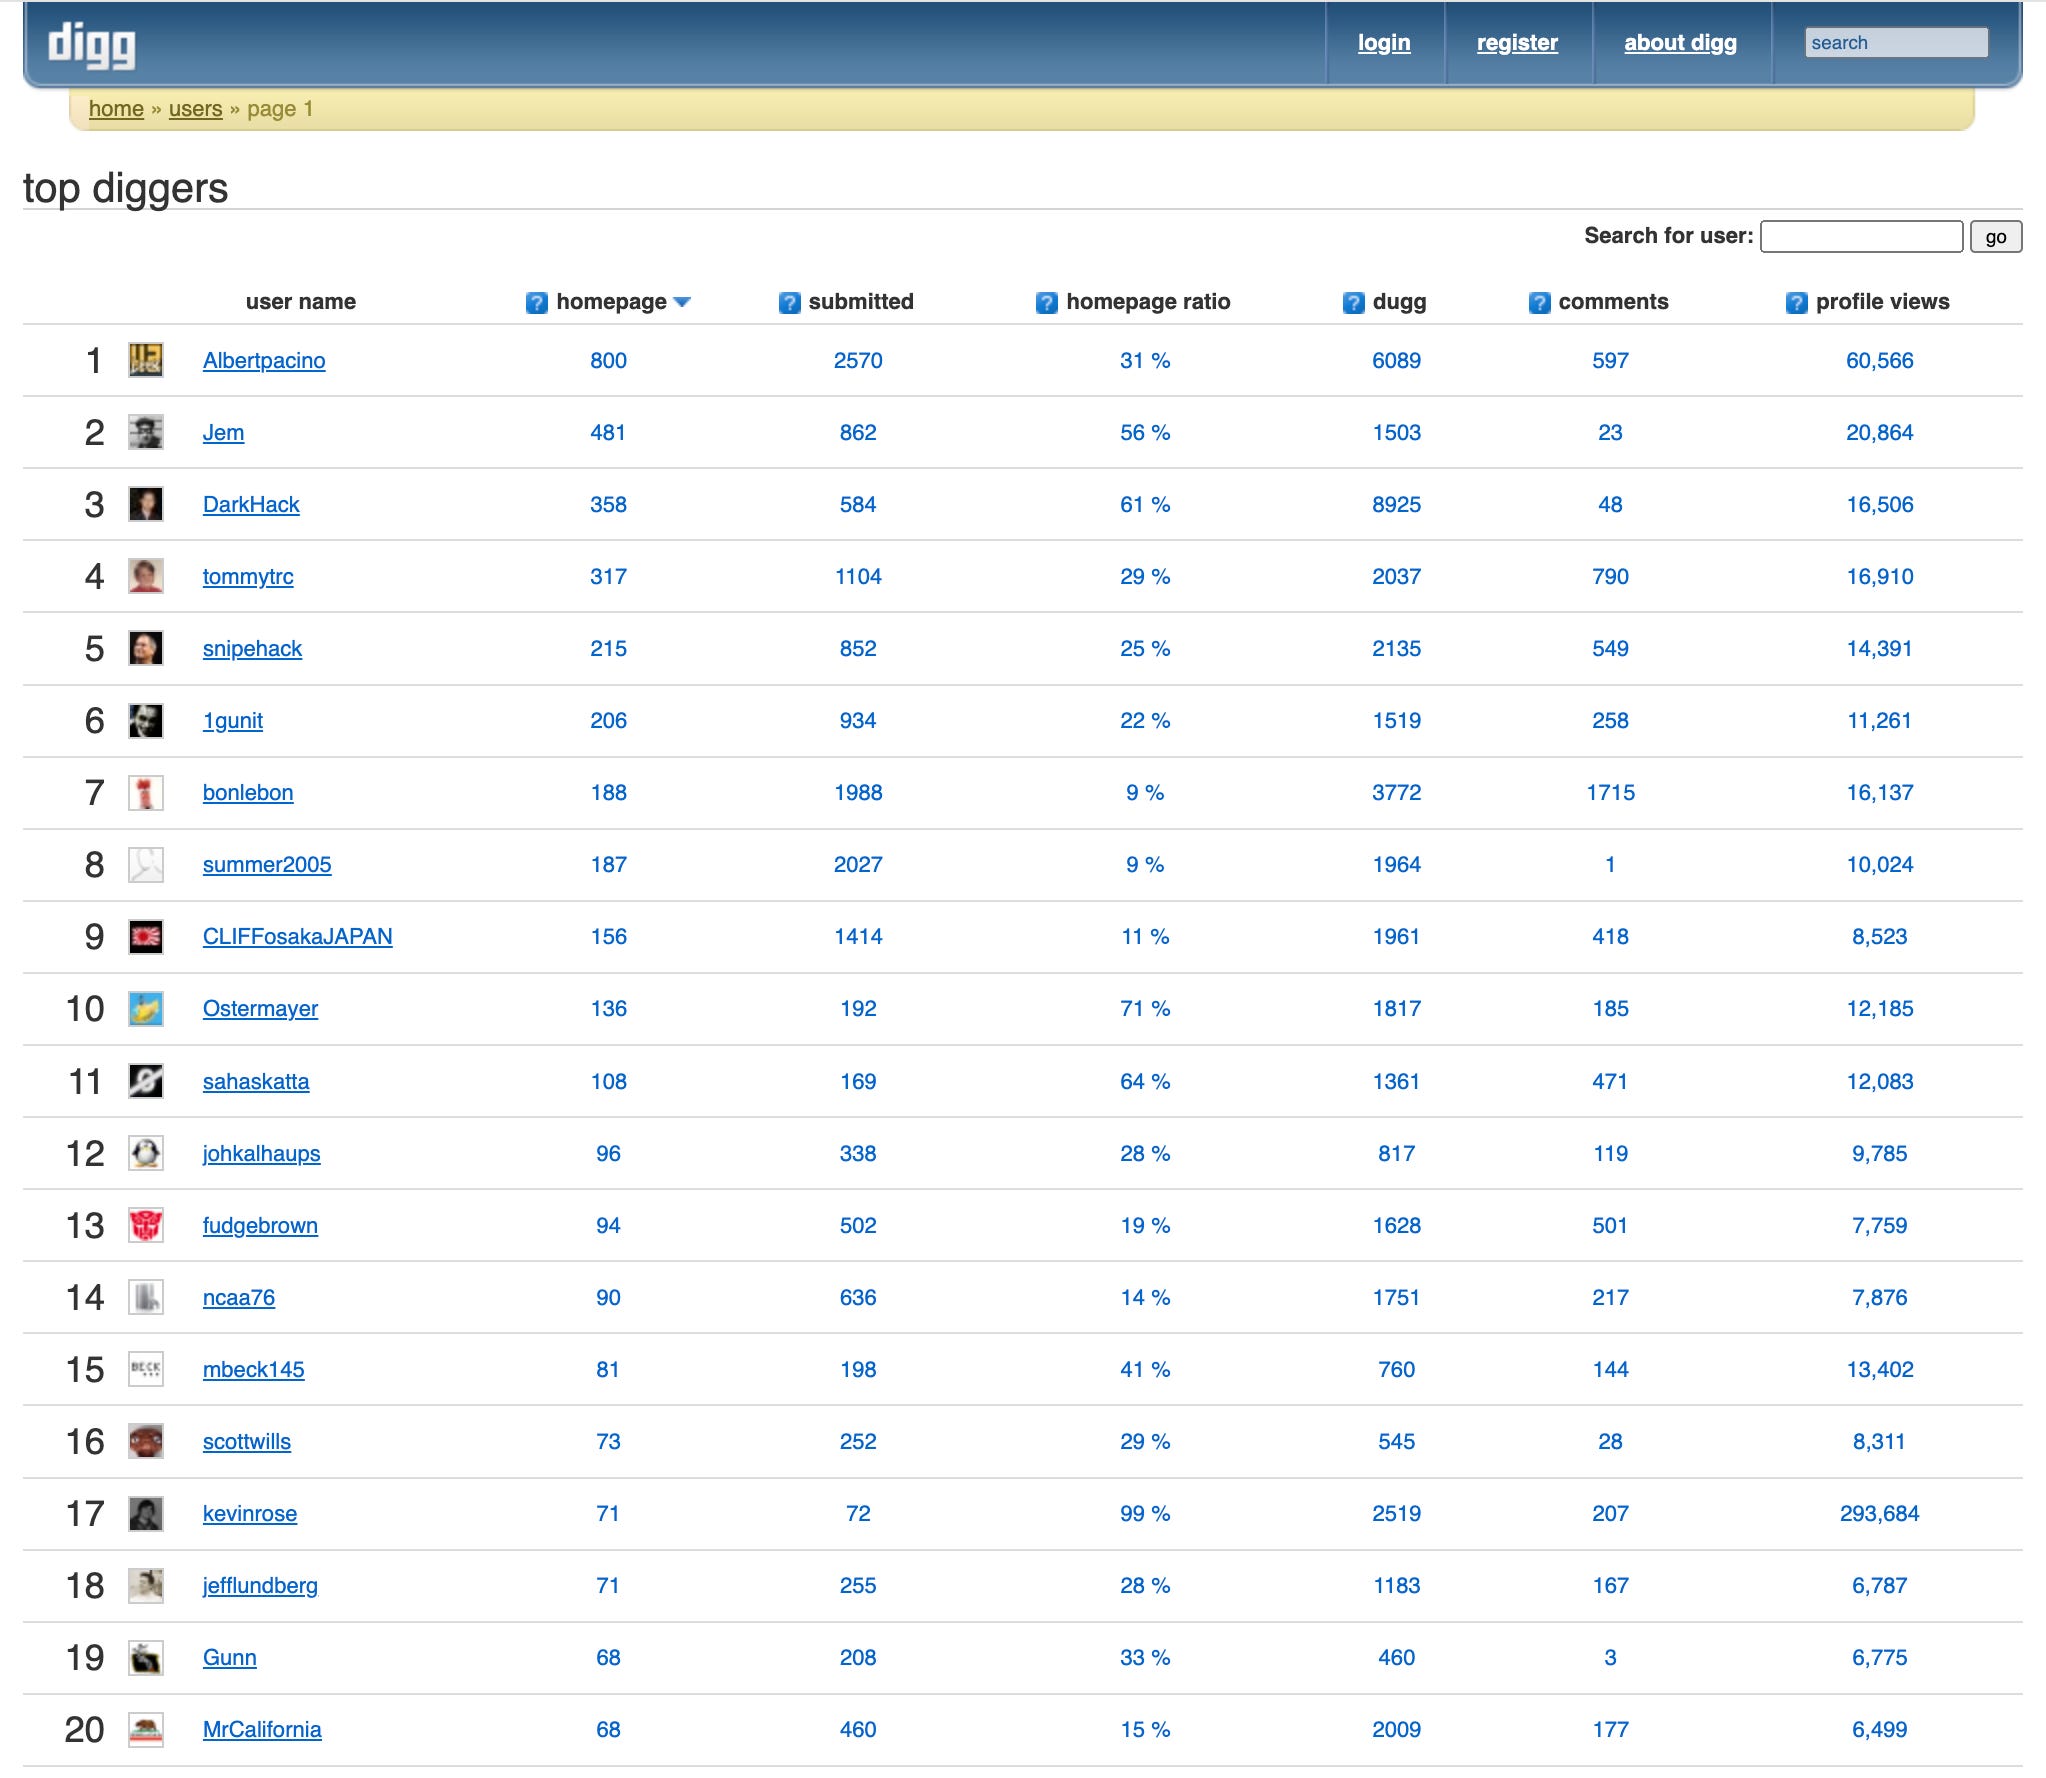 digg login register about digg search
home » users » page 1
top diggers
Search for user: go
user name ? homepage ? submitted ? homepage ratio ? dugg ? comments ? profile views
1 Albertpacino 800 2570 31 % 6089 597 60,566
2 Jem 481 862 56 % 1503 23 20,864
3 DarkHack 358 584 61 % 8925 48 16,506
4 tommytrc 317 1104 29 % 2037 790 16,910
5 snipehack 215 852 25 % 2135 549 14,391
6 1gunit 206 934 22 % 1519 258 11,261
7 bonlebon 188 1988 9 % 3772 1715 16,137
8 summer2005 187 2027 9 % 1964 1 10,024
9 CLIFFosakaJAPAN 156 1414 11 % 1961 418 8,523
10 Ostermayer 136 192 71 % 1817 185 12,185
11 sahaskatta 108 169 64 % 1361 471 12,083
12 johkalhaups 96 338 28 % 817 119 9,785
13 fudgebrown 94 502 19 % 1628 501 7,759
14 ncaa76 90 636 14 % 1751 217 7,876
15 BECK mbeck145 81 198 41 % 760 144 13,402
16 scottwills 73 252 29 % 545 28 8,311
17 kevinrose 71 72 99 % 2519 207 293,684
18 jefflundberg 71 255 28 % 1183 167 6,787
19 Gunn 68 208 33 % 460 3 6,775
20 MrCalifornia 68 460 15 % 2009 177 6,499